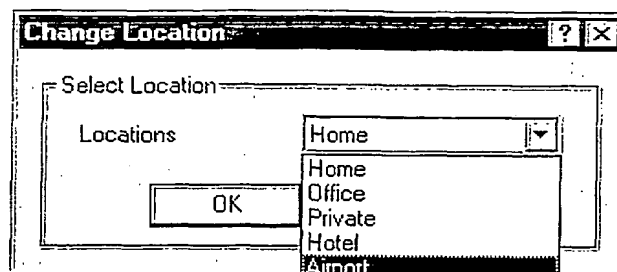 Change Location
Select Location
Locations
Home
Home
Office
Private
Hotel
Airport
OK